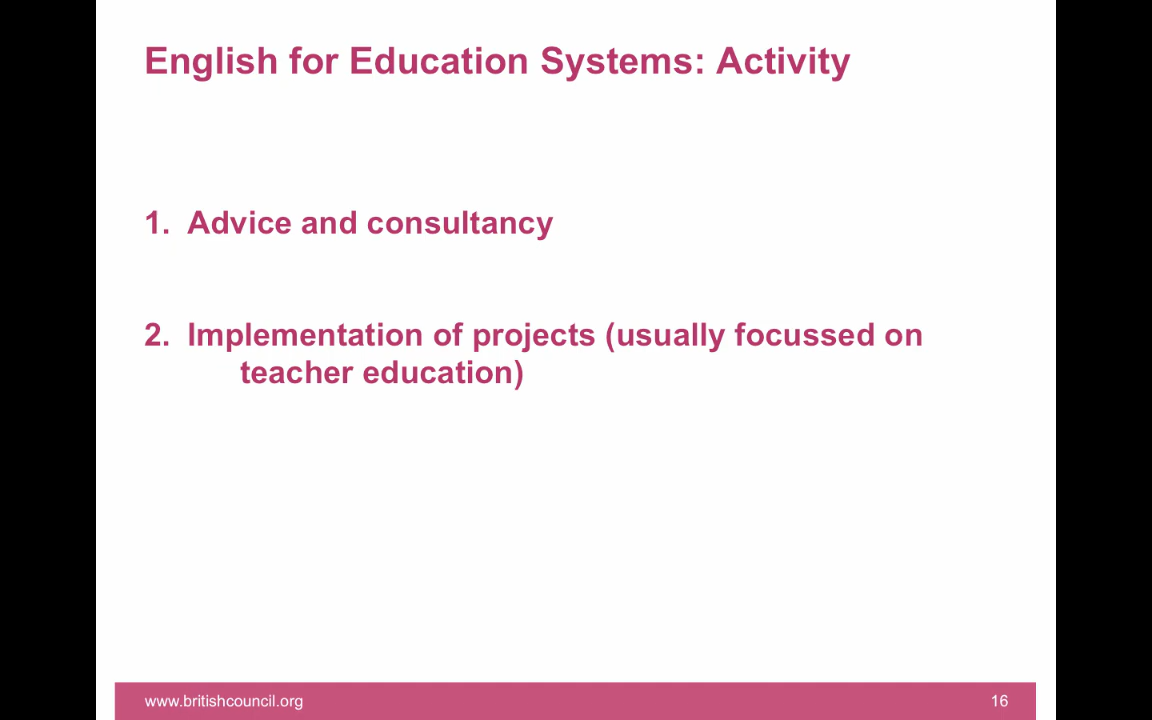 English for Education Systems: Activity
1. Advice and consultancy
2. Implementation of projects (usually focussed on
teacher education)
www.britishcouncil.org
16